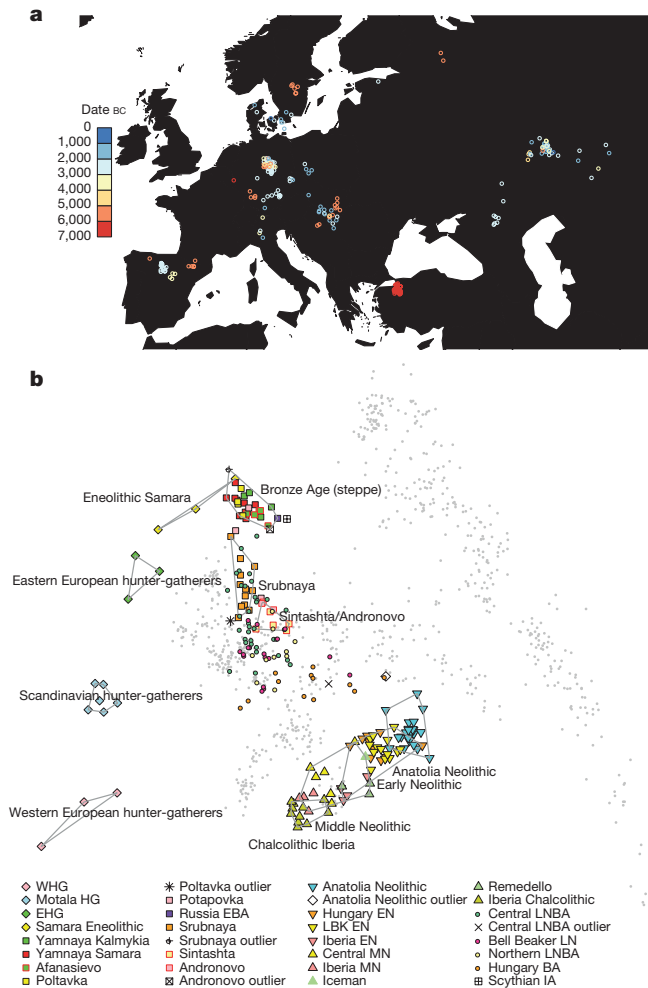 a
Date BC
0
1,000
2,000
3,000
4,000
5,000
6,000
7,000
b
Bronze Age (steppe)
Eneolithic Samara
Eastern European hunter-gatherers
Srubnaya
Sintashta/Andronovo
Scandinavian hunter-gatherers
Anatolia Neolithic
Early Neolithic
Western European hunter-gatherers
Middle Neolithic
Chalcolithic Iberia
WHG
Motala HG
EHG
Samara Eneolithic
Yamnaya Kalmykia
Yamnaya Samara
Afanasievo
Poltavka
Poltavka outlier
Potapovka
Russia EBA
Srubnaya
Srubnaya outlier
Sintashta
Andronovo
Andronovo outlier
Anatolia Neolithic
Anatolia Neolithic outlier
Hungary EN
LBK EN
Iberia EN
Central MN
Iberia MN
Iceman
Remedello
Iberia Chalcolithic
Central LNBA
Central LNBA outlier
Bell Beaker LN
Northern LNBA
Hungary BA
Scythian IA